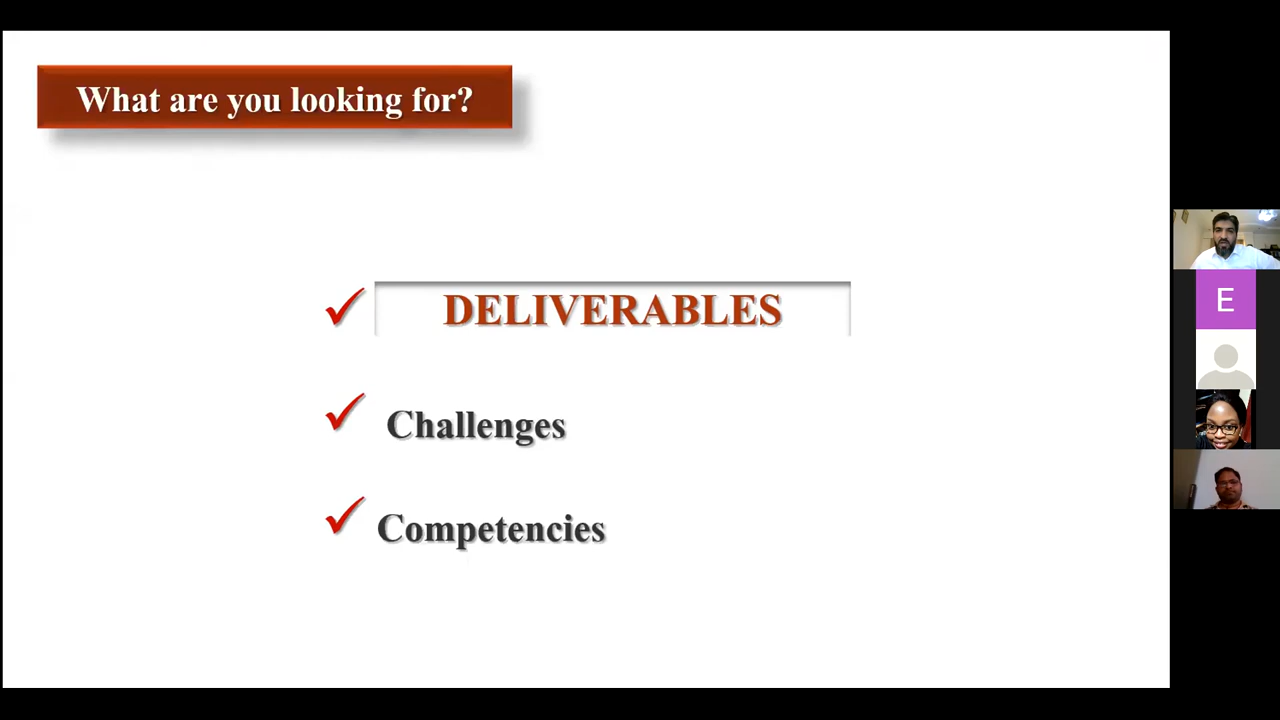 What are you looking for?
DELIVERABLES
Challenges
Competencies
E